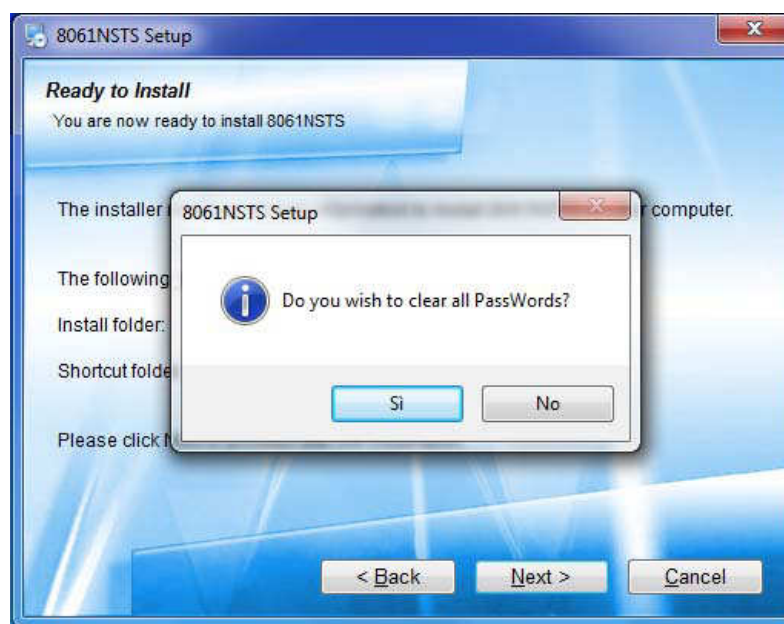 8061NSTS Setup
Ready to Install
You are now ready to install 8061NSTS
The installer
r computer.
8061NSTS Setup
Do you wish to clear all PassWords?
Sì
No
The following
Install folder:
Shortcut folde
Please click
< Back
Next >
Cancel